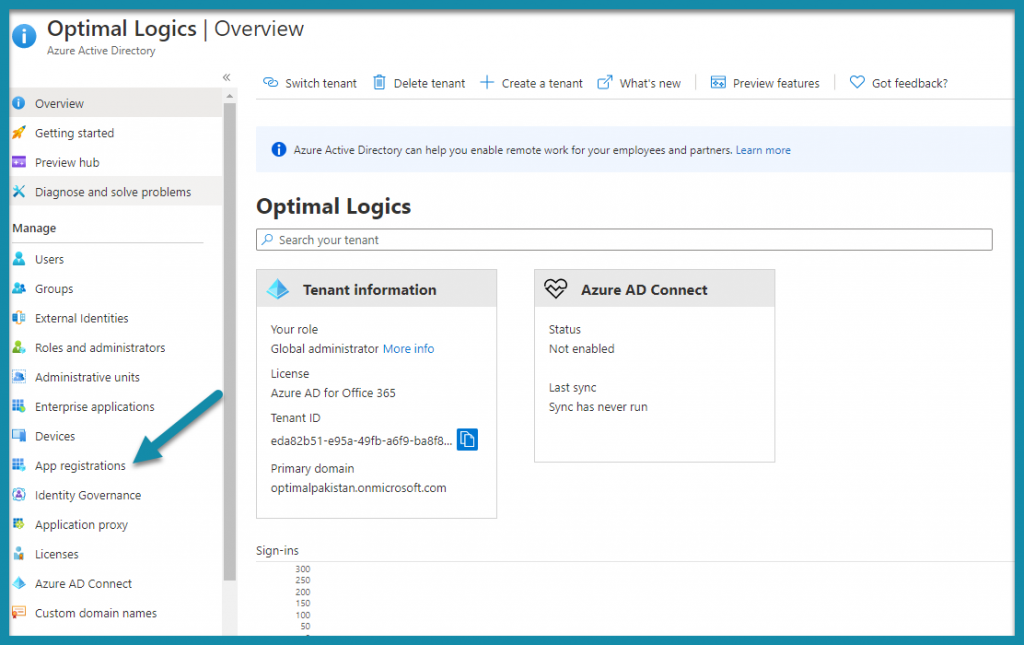 Optimal Logics | Overview
Azure Active Directory
«
Switch tenant
Delete tenant
Create a tenant
What's new
Preview features
Got feedback?
Overview
Getting started
Preview hub
Diagnose and solve problems
Manage
Users
Groups
External Identities
Roles and administrators
Administrative units
Enterprise applications
Devices
App registrations
Identity Governance
Application proxy
Licenses
Azure AD Connect
Custom domain names
Azure Active Directory can help you enable remote work for your employees and partners. Learn more
Optimal Logics
Search your tenant
Tenant information
Your role
Global administrator More info
License
Azure AD for Office 365
Tenant ID
eda82b51-e95a-49fb-a6f9-ba8f8...
Primary domain
optimalpakistan.onmicrosoft.com
Azure AD Connect
Status
Not enabled
Last sync
Sync has never run
Sign-ins
300
250
200
150
100
50